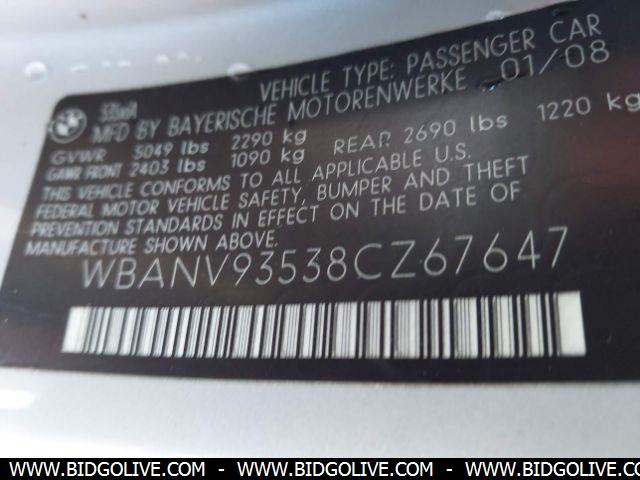 BMW 535xiA VEHICLE TYPE: PASSENGER CAR
MFD BY BAYERISCHE MOTORENWERKE 01/08
GVWR 5049 lbs 2290 kg
GAWR FRONT 2403 lbs 1090 kg REAR 2690 lbs 1220 kg
THIS VEHICLE CONFORMS TO ALL APPLICABLE U.S.
FEDERAL MOTOR VEHICLE SAFETY, BUMPER AND THEFT
PREVENTION STANDARDS IN EFFECT ON THE DATE OF
MANUFACTURE
WBANV93538CZ67647
WWW.BIDGOLIVE.COM - WWW.BIDGOLIVE.COM - WWW.BIDGOLIVE.COM